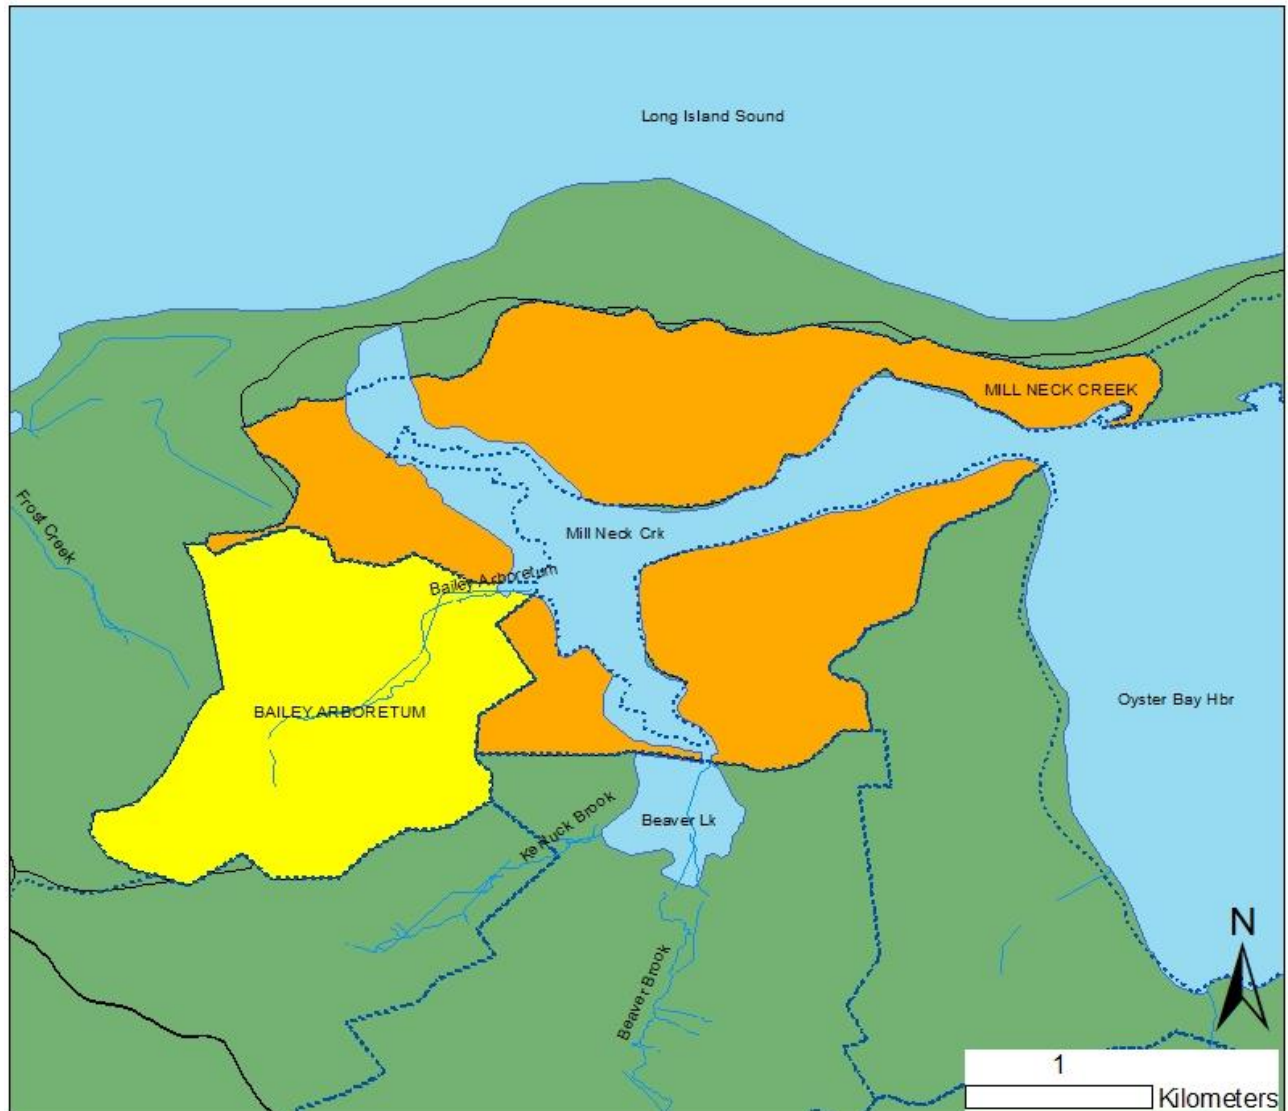 Long Island Sound
MILL NECK CREEK
Frost Creek
Mill Neck Crk
Bailey Arboretum
BAILEY ARBORETUM
Oyster Bay Hbr
Kentuck Brook
Beaver Lk
Beaver Brook
N
1
Kilometers